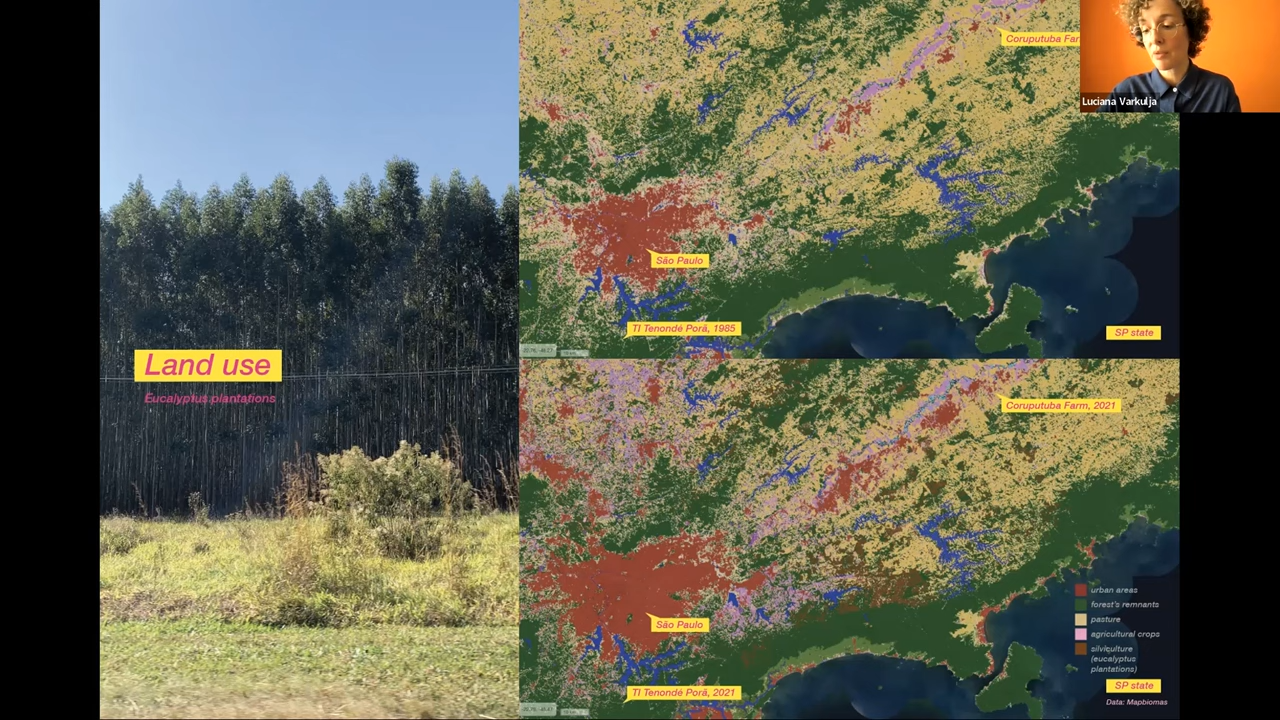 Land use
Eucalyptus plantations
Coruputuba Far
Luciana Varkulja
São Paulo
TI Tenondé Porã, 1985
SP state
Coruputuba Farm, 2021
São Paulo
TI Tenondé Porã, 2021
urban areas
forest's remnants
pasture
agricultural crops
silviculture
(eucalyptus
plantations)
SP state
Data: Mapbiomas